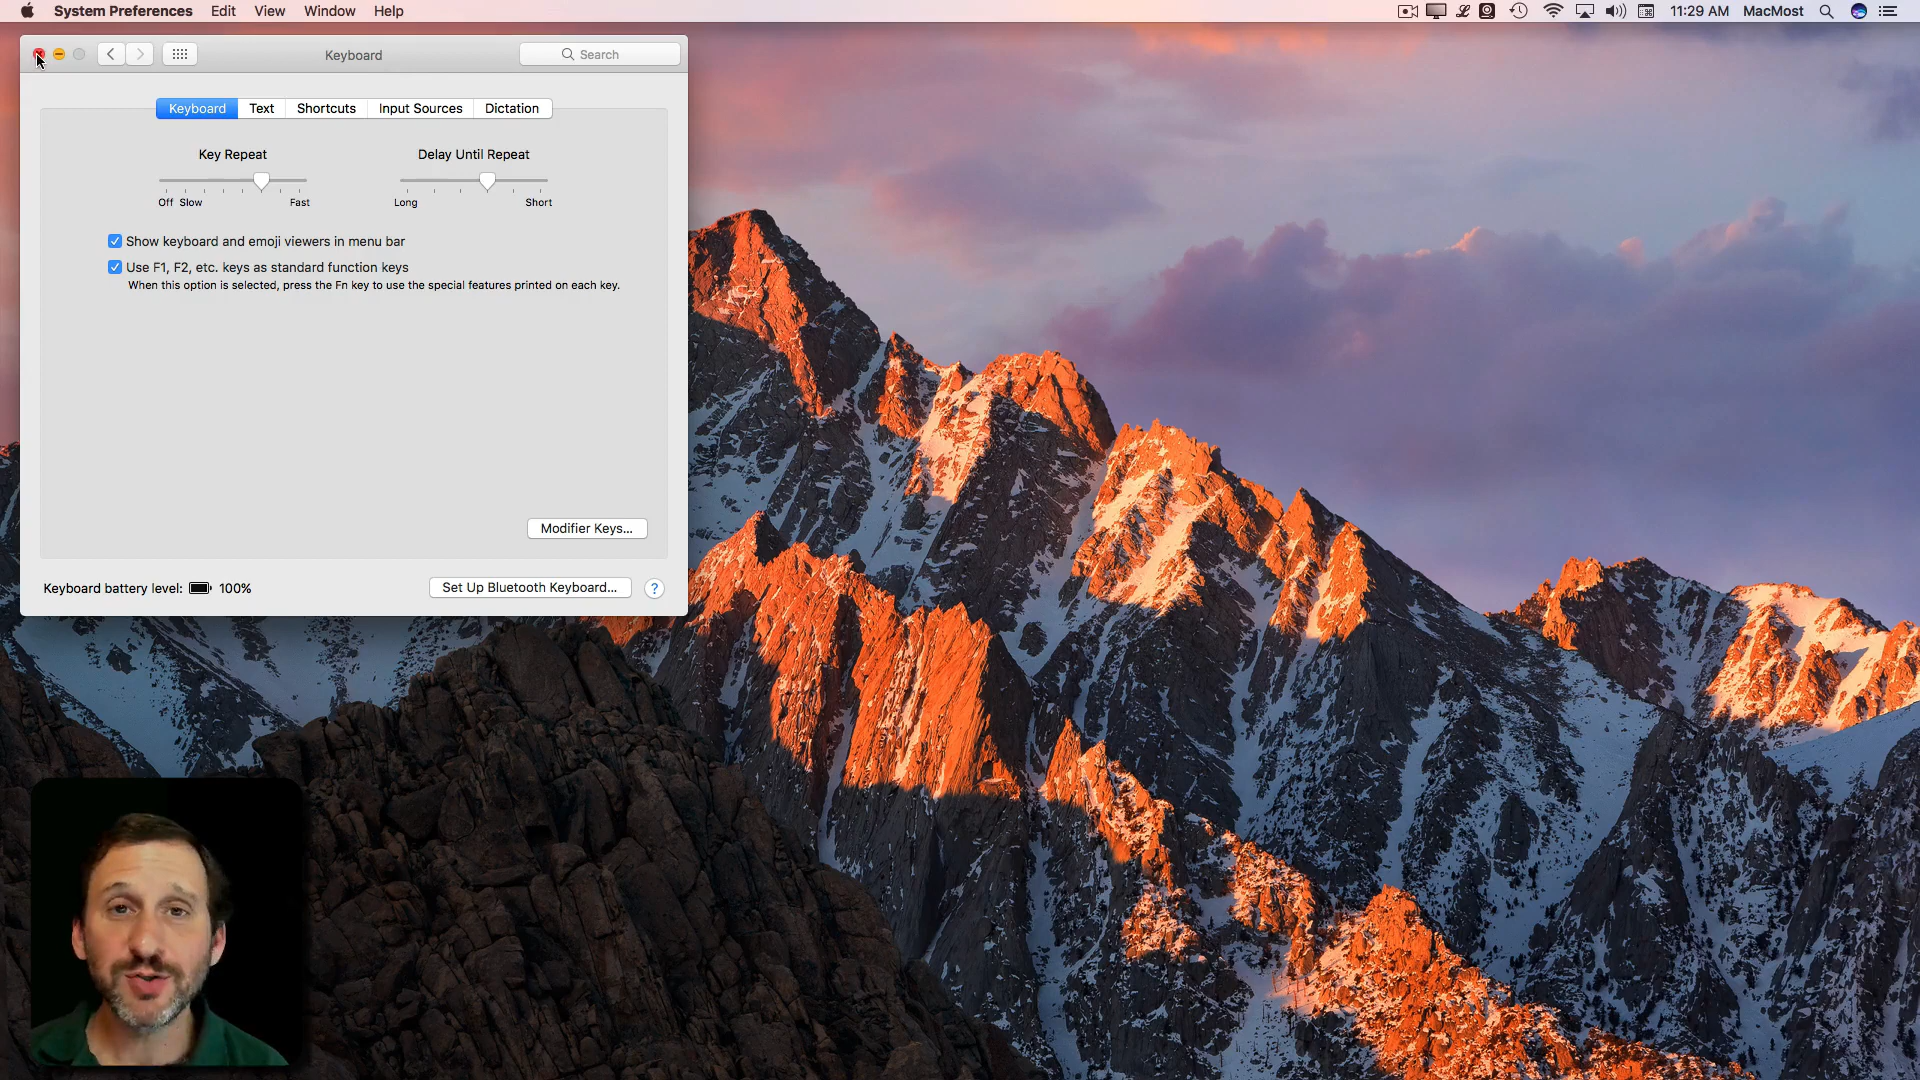 System Preferences Edit View Window Help
11:29 AM MacMost
Keyboard
Search
Keyboard Text Shortcuts Input Sources Dictation
Key Repeat
Delay Until Repeat
Off Slow Fast
Long Short
Show keyboard and emoji viewers in menu bar
Use F1, F2, etc. keys as standard function keys
When this option is selected, press the Fn key to use the special features printed on each key.
Modifier Keys...
Keyboard battery level: 100%
Set Up Bluetooth Keyboard...
?